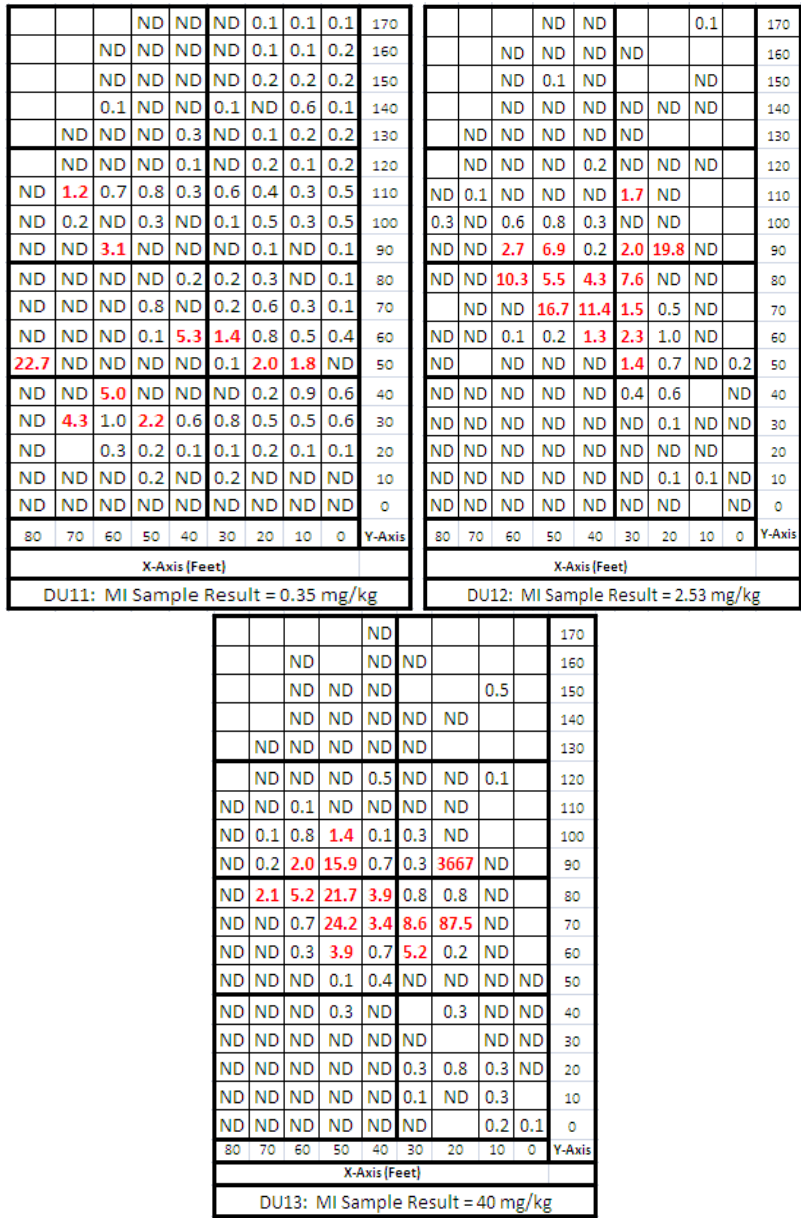 ND ND ND 0.1 0.1 0.1 170
ND ND ND ND 0.1 0.1 0.2 160
ND ND ND ND 0.2 0.2 0.2 150
0.1 ND ND 0.1 ND 0.6 0.1 140
ND ND ND 0.3 ND 0.1 0.2 0.2 130
ND ND ND 0.1 ND 0.2 0.1 0.2 120
ND 1.2 0.7 0.8 0.3 0.6 0.4 0.3 0.5 110
ND 0.2 ND 0.3 ND 0.1 0.5 0.3 0.5 100
ND ND 3.1 ND ND ND 0.1 ND 0.1 90
ND ND ND ND 0.2 0.2 0.3 ND 0.1 80
ND ND ND 0.8 ND 0.2 0.6 0.3 0.1 70
ND ND ND 0.1 5.3 1.4 0.8 0.5 0.4 60
22.7 ND ND ND ND 0.1 2.0 1.8 ND 50
ND ND 5.0 ND ND ND 0.2 0.9 0.6 40
ND 4.3 1.0 2.2 0.6 0.8 0.5 0.5 0.6 30
ND 0.3 0.2 0.1 0.1 0.2 0.1 0.1 20
ND ND ND 0.2 ND 0.2 ND ND ND 10
ND ND ND ND ND ND ND ND ND 0
80 70 60 50 40 30 20 10 0 Y-Axis
X-Axis (Feet)
DU11: MI Sample Result = 0.35 mg/kg
ND ND 0.1 170
ND ND ND ND 160
ND 0.1 ND ND 150
ND ND ND ND ND ND 140
ND ND ND ND ND 130
ND ND ND 0.2 ND ND ND 120
ND 0.1 ND ND ND 1.7 ND 110
0.3 ND 0.6 0.8 0.3 ND ND 100
ND ND 2.7 6.9 0.2 2.0 19.8 ND 90
ND ND 10.3 5.5 4.3 7.6 ND ND 80
ND ND 16.7 11.4 1.5 0.5 ND 70
ND ND 0.1 0.2 1.3 2.3 1.0 ND 60
ND ND ND ND 1.4 0.7 ND 0.2 50
ND ND ND ND ND 0.4 0.6 ND 40
ND ND ND ND ND ND 0.1 ND ND 30
ND ND ND ND ND ND ND ND 20
ND ND ND ND ND ND 0.1 0.1 ND 10
ND ND ND ND ND ND ND ND 0
80 70 60 50 40 30 20 10 0 Y-Axis
X-Axis (Feet)
DU12: MI Sample Result = 2.53 mg/kg
ND 170
ND ND ND 160
ND ND ND 0.5 150
ND ND ND ND ND 140
ND ND ND ND ND 130
ND ND ND 0.5 ND ND 0.1 120
ND ND 0.1 ND ND ND ND 110
ND 0.1 0.8 1.4 0.1 0.3 ND 100
ND 0.2 2.0 15.9 0.7 0.3 3667 ND 90
ND 2.1 5.2 21.7 3.9 0.8 0.8 ND 80
ND ND 0.7 24.2 3.4 8.6 87.5 ND 70
ND ND 0.3 3.9 0.7 5.2 0.2 ND 60
ND ND ND 0.1 0.4 ND ND ND ND 50
ND ND ND 0.3 ND 0.3 ND ND 40
ND ND ND ND ND ND ND ND 30
ND ND ND ND ND 0.3 0.8 0.3 ND 20
ND ND ND ND ND 0.1 ND 0.3 10
ND ND ND ND ND ND 0.2 0.1 0
80 70 60 50 40 30 20 10 0 Y-Axis
X-Axis (Feet)
DU13: MI Sample Result = 40 mg/kg